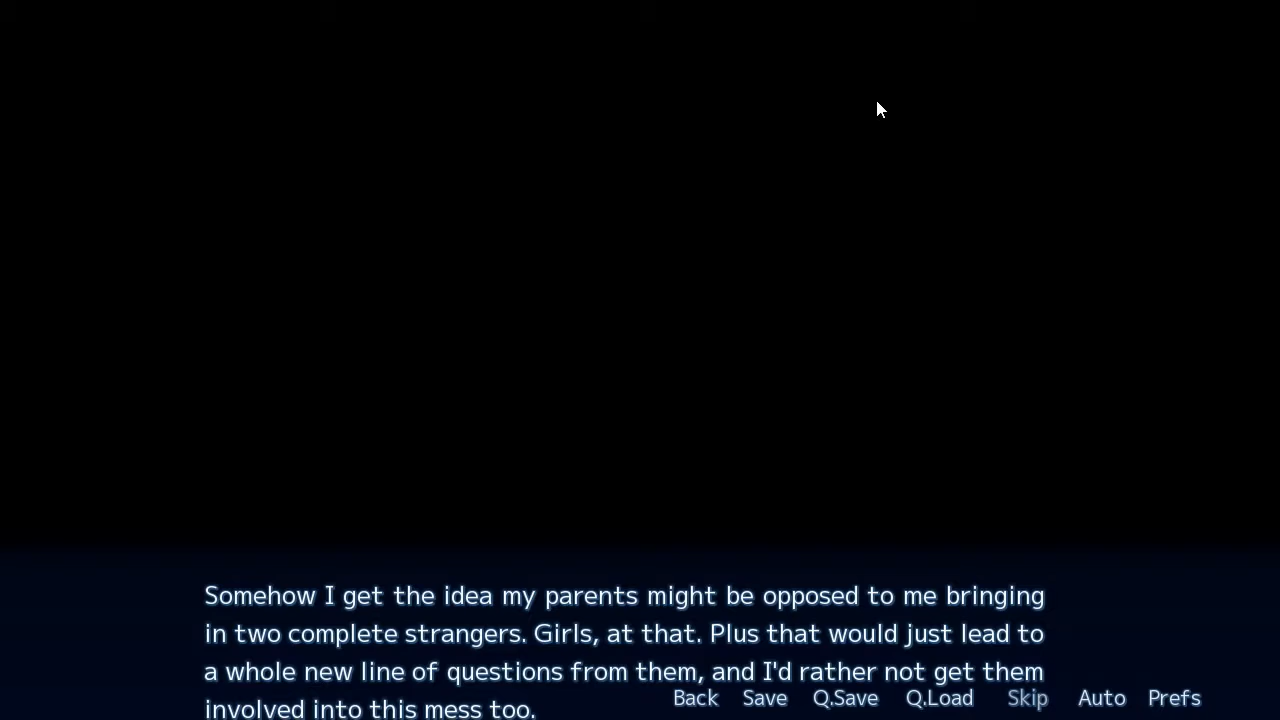 Somehow I get the idea my parents might be opposed to me bringing
in two complete strangers. Girls, at that. Plus that would just lead to
a whole new line of questions from them, and I'd rather not get them
involved into this mess too.
Back Save Q.Save Q.Load Skip Auto Prefs